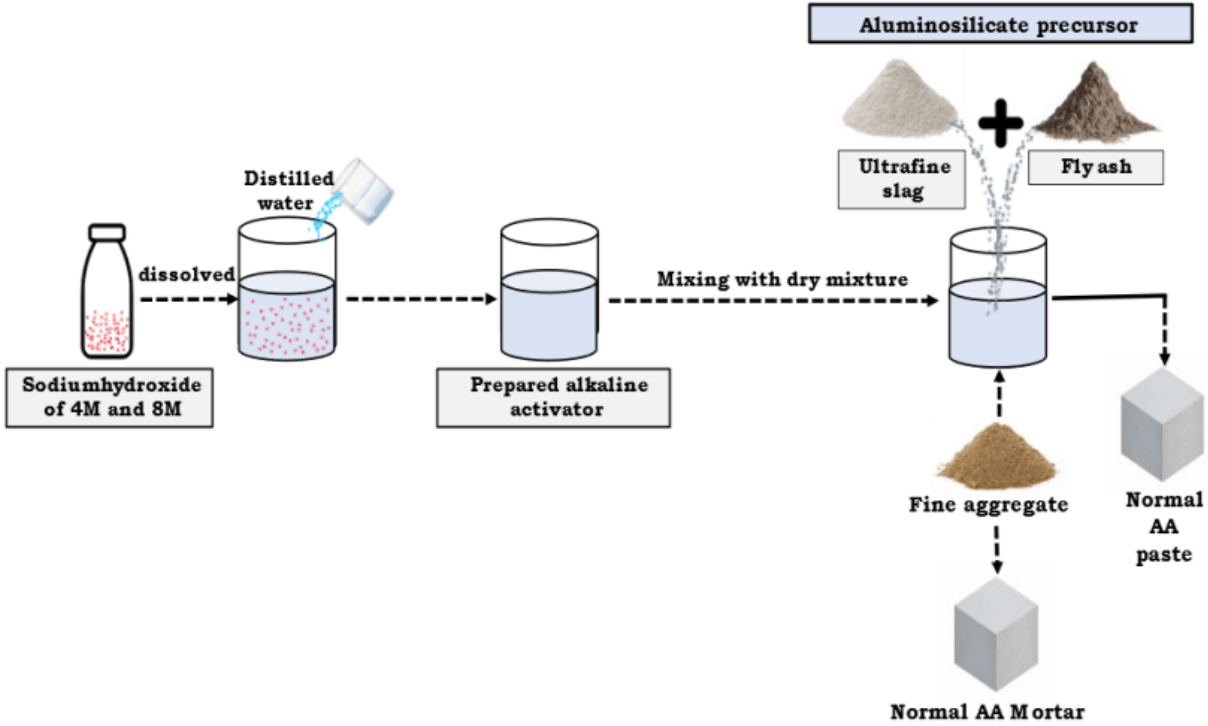 Aluminosilicate precursor
Ultrafine
slag
Fly ash
Distilled
water
dissolved
Mixing with dry mixture
Sodiumhydroxide
of 4M and 8M
Prepared alkaline
activator
Fine aggregate
Normal
AA
paste
Normal AA Mortar